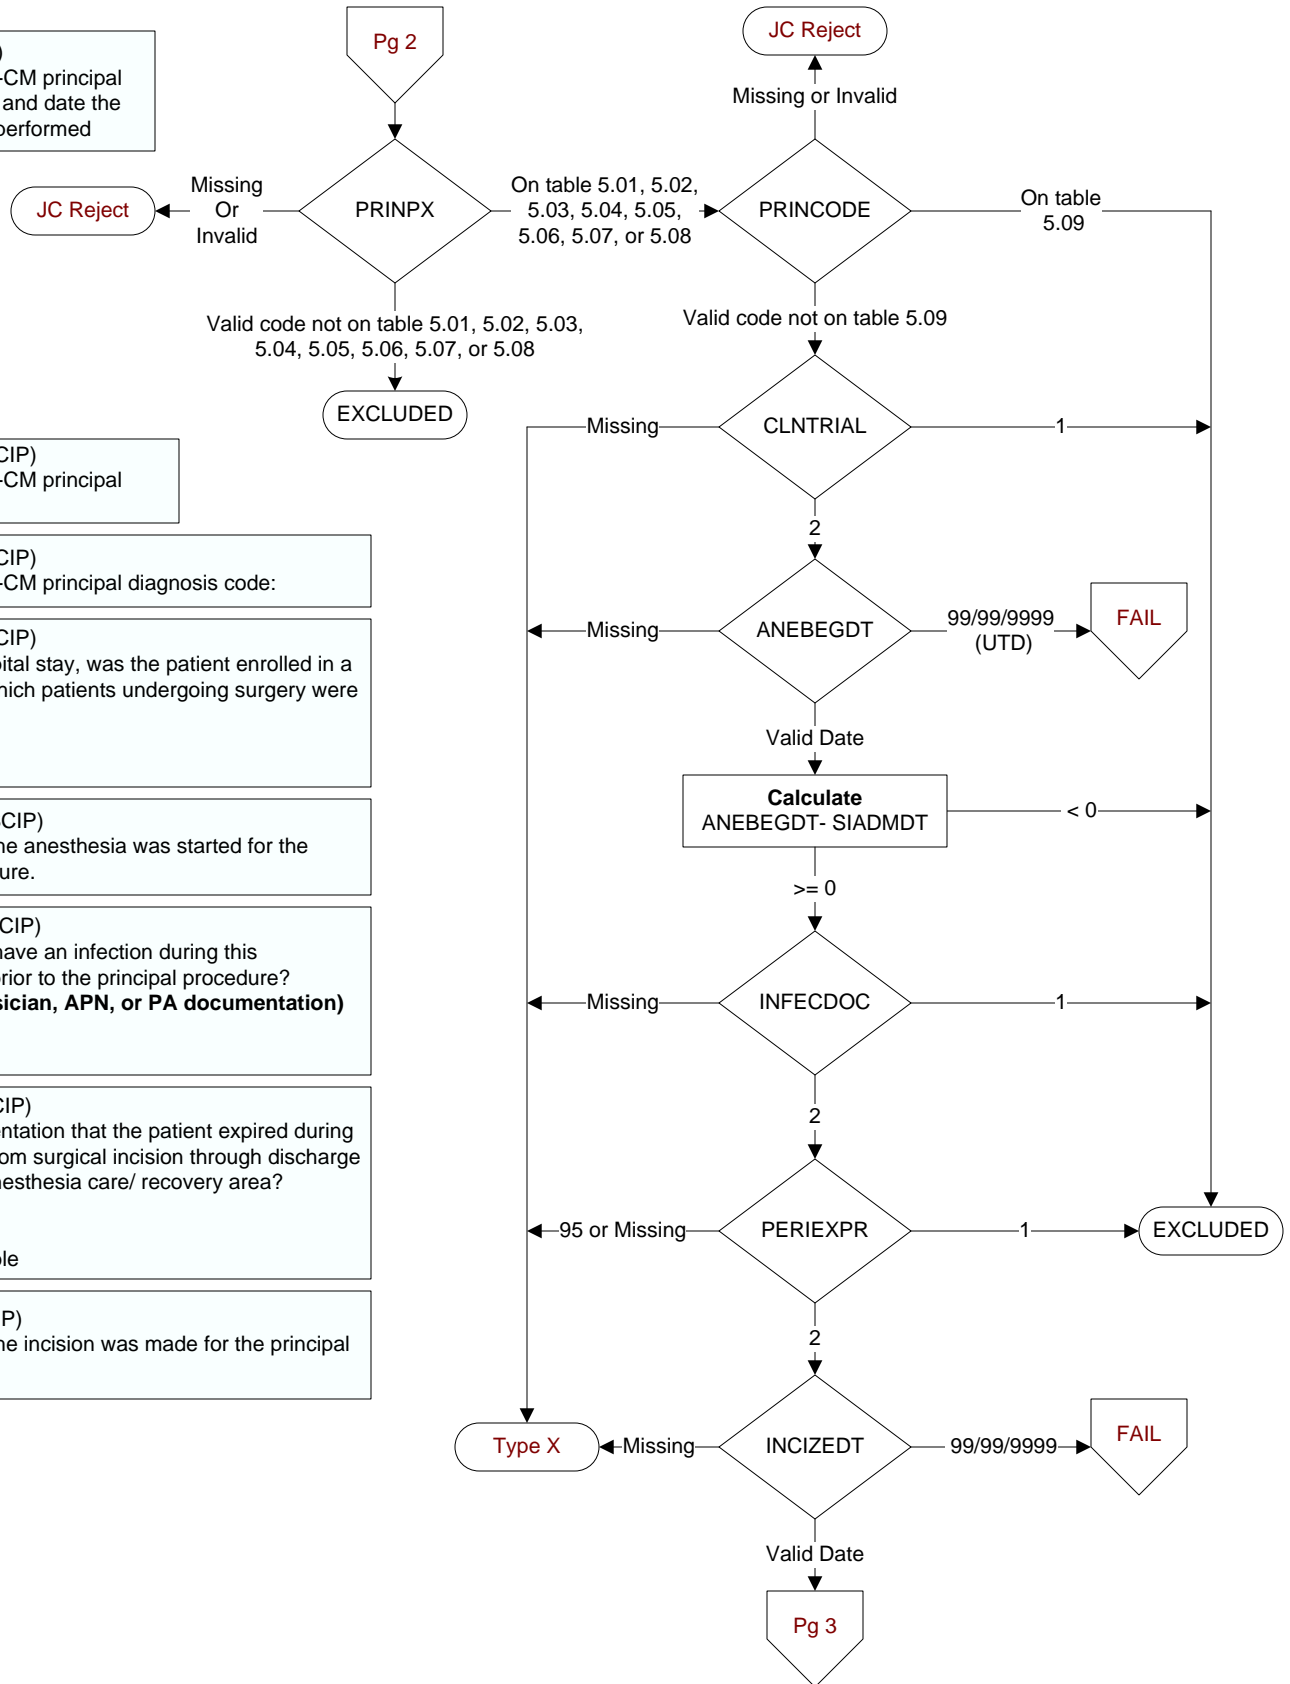 )
-CM principal
and date the
performed
Pg 2
JC Reject
Missing or Invalid
JC Reject
Missing
Or
Invalid
PRINPX
On table 5.01, 5.02,
5.03, 5.04, 5.05,
5.06, 5.07, or 5.08
PRINCODE
On table
5.09
Valid code not on table 5.01, 5.02, 5.03,
5.04, 5.05, 5.06, 5.07, or 5.08
EXCLUDED
Valid code not on table 5.09
Missing
CLNTRIAL
1
2
CIP)
-CM principal
CIP)
-CM principal diagnosis code:
CIP)
pital stay, was the patient enrolled in a
hich patients undergoing surgery were
Missing
ANEBEGDT
99/99/9999
(UTD)
FAIL
Valid Date
Calculate
ANEBEGDT- SIADMDT
< 0
>= 0
CIP)
he anesthesia was started for the
ure.
CIP)
have an infection during this
prior to the principal procedure?
sician, APN, or PA documentation)
Missing
INFECDOC
1
2
CIP)
entation that the patient expired during
om surgical incision through discharge
nesthesia care/ recovery area?
ole
95 or Missing
PERIEXPR
1
EXCLUDED
2
P)
he incision was made for the principal
Type X
Missing
INCIZEDT
99/99/9999
FAIL
Valid Date
Pg 3